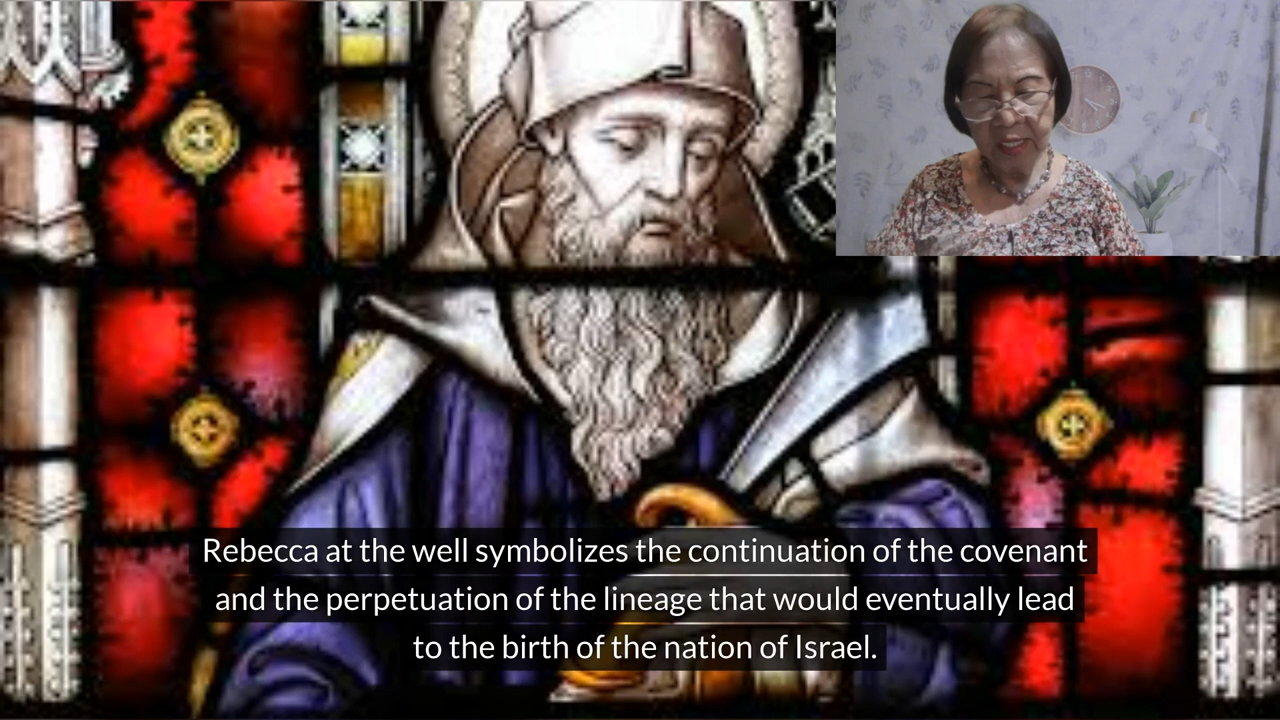 Rebecca at the well symbolizes the continuation of the covenant
and the perpetuation of the lineage that would eventually lead
to the birth of the nation of Israel.